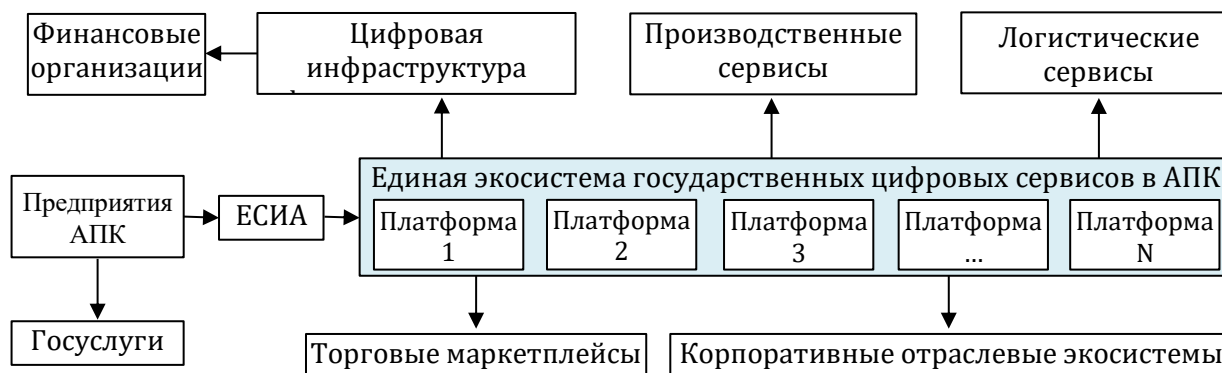 Финансовые
организации
Цифровая
инфраструктура
Производственные
сервисы
Логистические
сервисы
Предприятия
АПК
ЕСИА
Единая экосистема государственных цифровых сервисов в АПК
Платформа
1
Платформа
2
Платформа
3
Платформа
...
Платформа
N
Госуслуги
Торговые маркетплейсы
Корпоративные отраслевые экосистемы